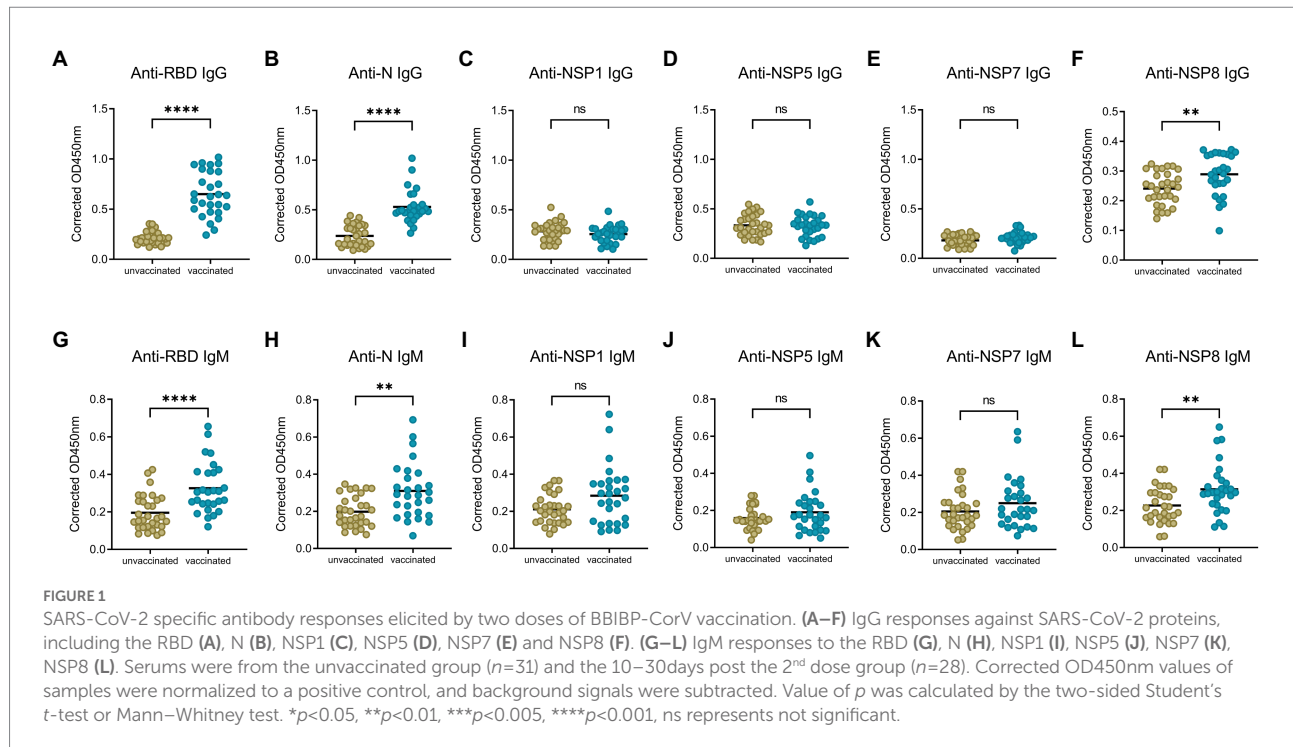 A
Anti-RBD IgG
Corrected OD450nm
1.5
1.0
0.5
0.0
****
unvaccinated vaccinated
B
Anti-N IgG
Corrected OD450nm
1.5
1.0
0.5
0.0
****
unvaccinated vaccinated
C
Anti-NSP1 IgG
Corrected OD450nm
1.5
1.0
0.5
0.0
ns
unvaccinated vaccinated
D
Anti-NSP5 IgG
Corrected OD450nm
1.5
1.0
0.5
0.0
ns
unvaccinated vaccinated
E
Anti-NSP7 IgG
Corrected OD450nm
1.5
1.0
0.5
0.0
ns
unvaccinated vaccinated
F
Anti-NSP8 IgG
Corrected OD450nm
0.5
0.4
0.3
0.2
0.1
0.0
**
unvaccinated vaccinated
G
Anti-RBD IgM
Corrected OD450nm
0.8
0.6
0.4
0.2
0.0
****
unvaccinated vaccinated
H
Anti-N IgM
Corrected OD450nm
0.8
0.6
0.4
0.2
0.0
**
unvaccinated vaccinated
I
Anti-NSP1 IgM
Corrected OD450nm
0.8
0.6
0.4
0.2
0.0
ns
unvaccinated vaccinated
J
Anti-NSP5 IgM
Corrected OD450nm
0.8
0.6
0.4
0.2
0.0
ns
unvaccinated vaccinated
K
Anti-NSP7 IgM
Corrected OD450nm
0.8
0.6
0.4
0.2
0.0
ns
unvaccinated vaccinated
L
Anti-NSP8 IgM
Corrected OD450nm
0.8
0.6
0.4
0.2
0.0
**
unvaccinated vaccinated
FIGURE 1
SARS-CoV-2 specific antibody responses elicited by two doses of BBIBP-CorV vaccination. (A–F) IgG responses against SARS-CoV-2 proteins,
including the RBD (A), N (B), NSP1 (C), NSP5 (D), NSP7 (E) and NSP8 (F). (G–L) IgM responses to the RBD (G), N (H), NSP1 (I), NSP5 (J), NSP7 (K),
NSP8 (L). Serums were from the unvaccinated group (n=31) and the 10–30days post the 2nd dose group (n=28). Corrected OD450nm values of
samples were normalized to a positive control, and background signals were subtracted. Value of p was calculated by the two-sided Student's
t-test or Mann–Whitney test. *p<0.05, **p<0.01, ***p<0.005, ****p<0.001, ns represents not significant.